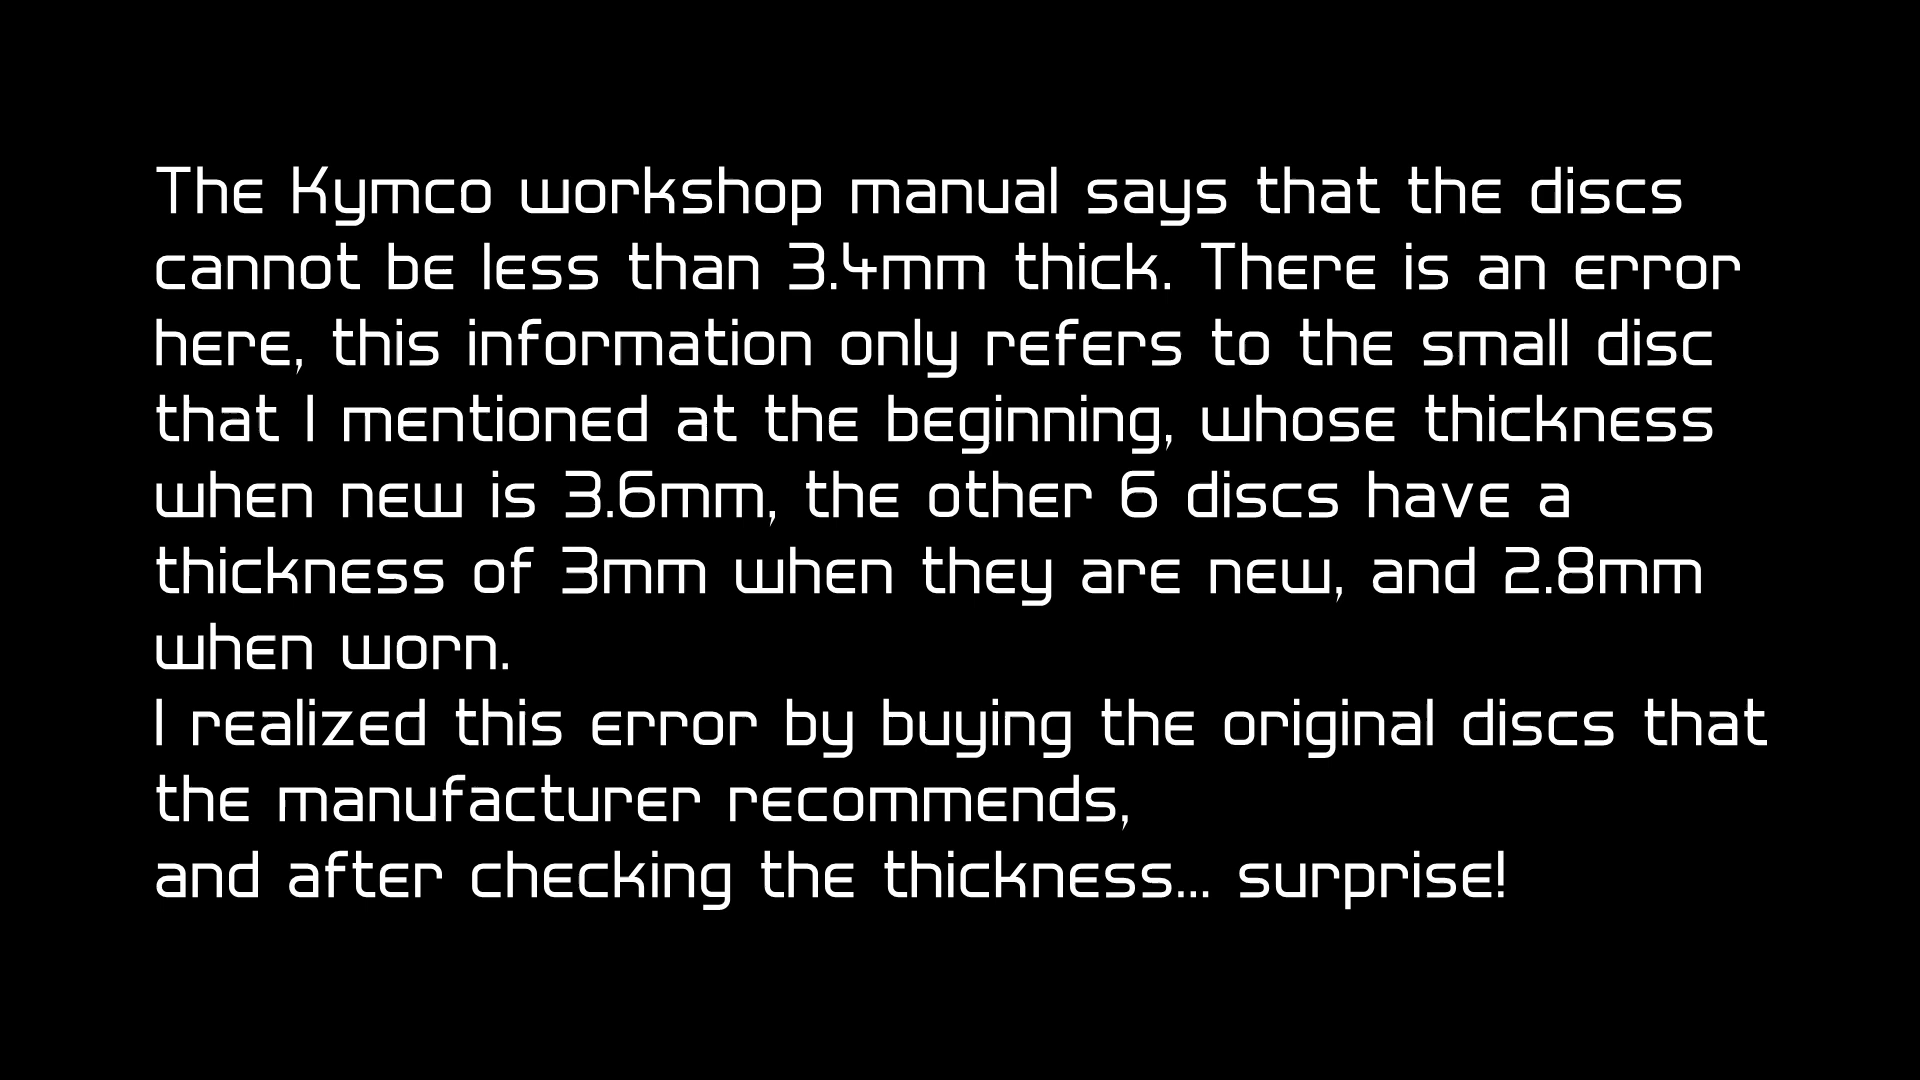 The Kymco workshop manual says that the discs
cannot be less than 3.4mm thick. There is an error
here, this information only refers to the small disc
that I mentioned at the beginning, whose thickness
when new is 3.6mm, the other 6 discs have a
thickness of 3mm when they are new, and 2.8mm
when worn.
I realized this error by buying the original discs that
the manufacturer recommends,
and after checking the thickness... surprise!